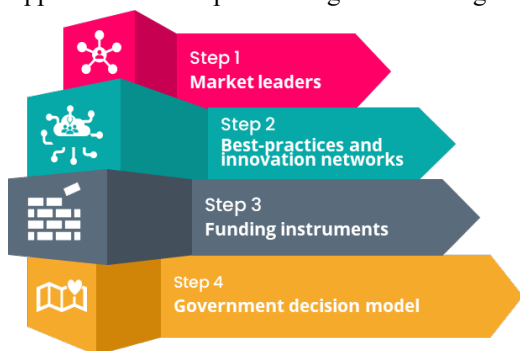 Step 1
Market leaders
Step 2
Best-practices and
innovation networks
Step 3
Funding instruments
Step 4
Government decision model